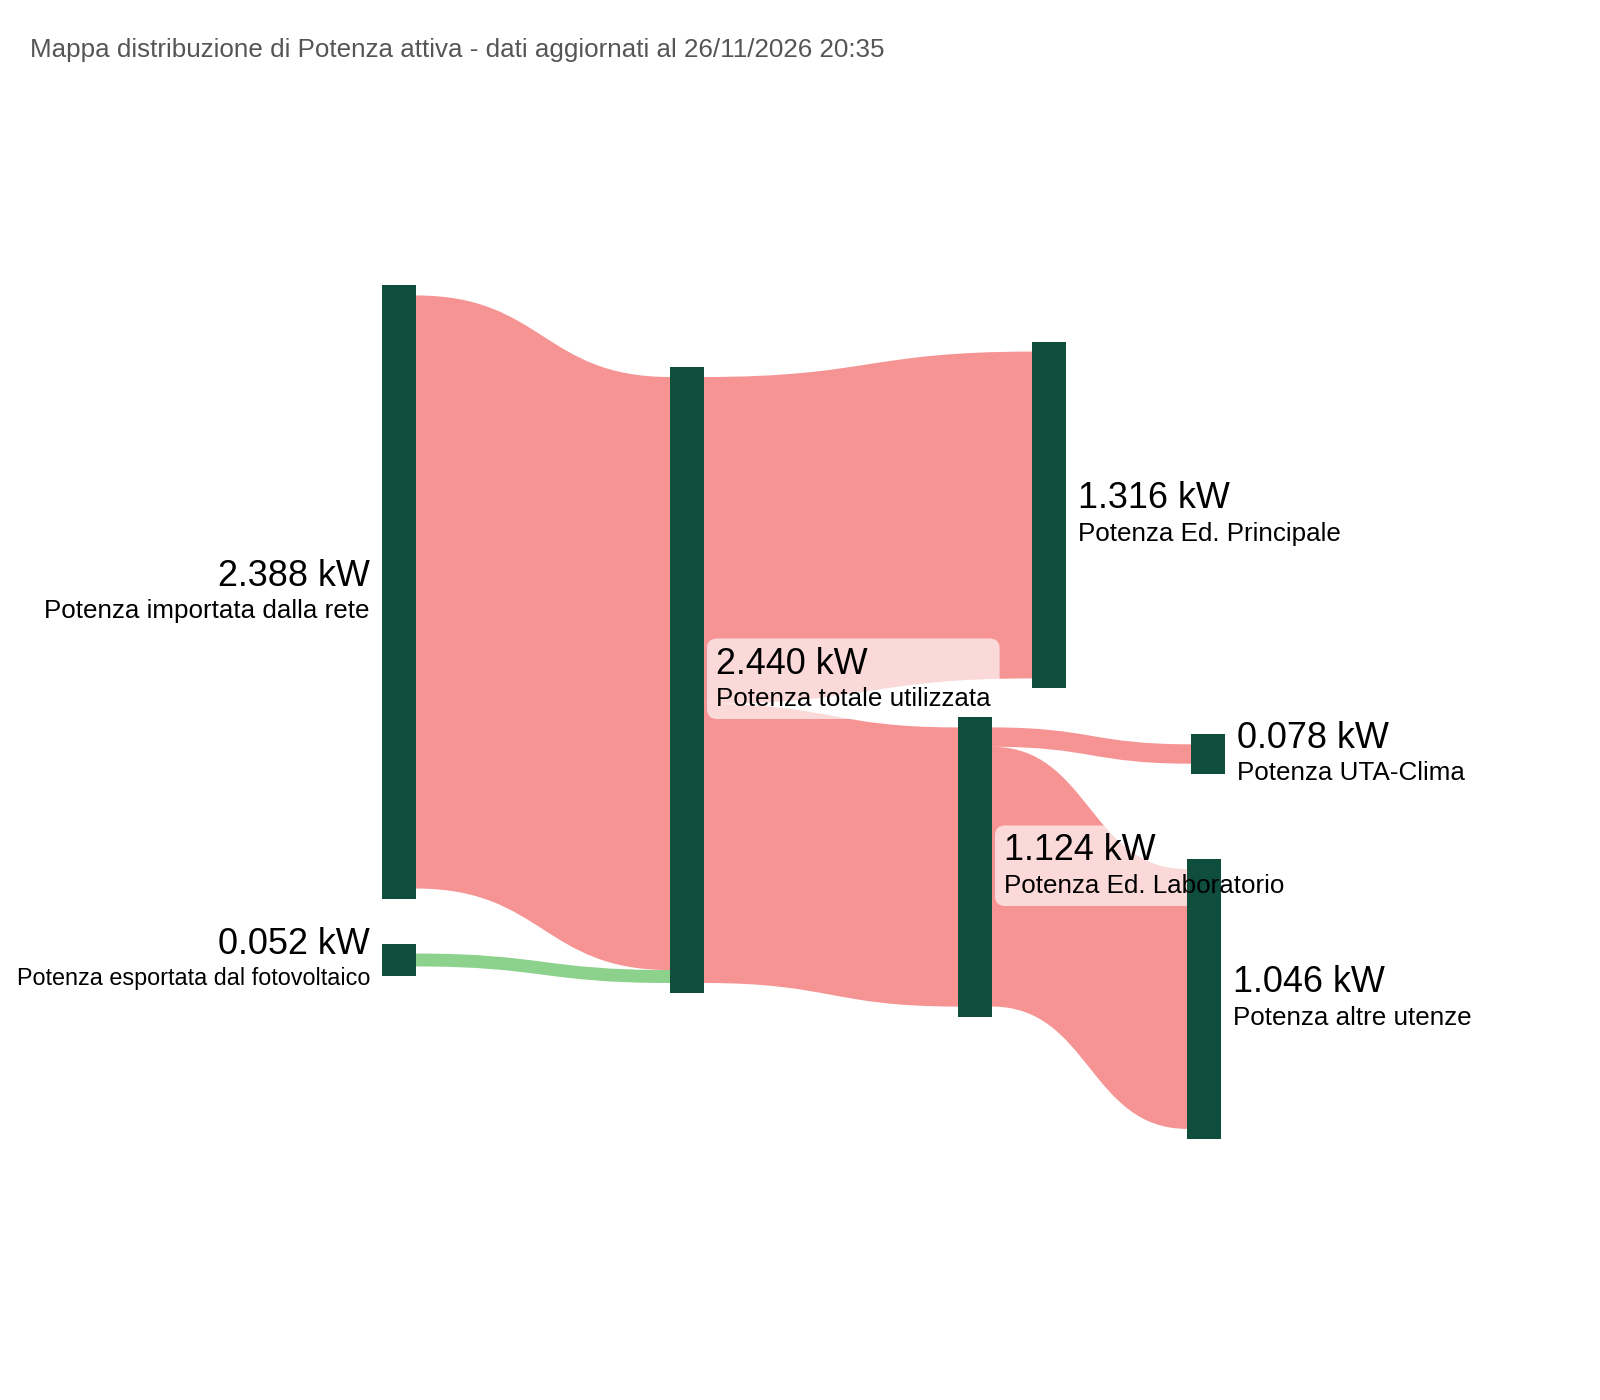 Mappa distribuzione di Potenza attiva - dati aggiornati al 26/11/2026 20:35
2.388 kW
Potenza importata dalla rete
0.052 kW
Potenza esportata dal fotovoltaico
2.440 kW
Potenza totale utilizzata
1.316 kW
Potenza Ed. Principale
0.078 kW
Potenza UTA-Clima
1.124 kW
Potenza Ed. Laboratorio
1.046 kW
Potenza altre utenze